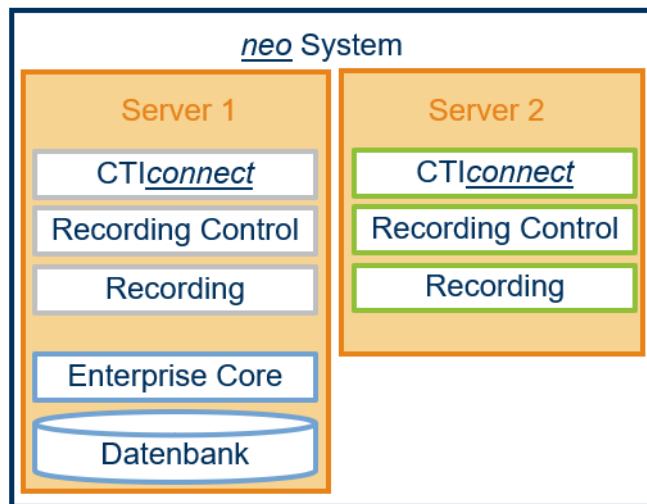 neo System
Server 1
CTIconnect
Recording Control
Recording
Enterprise Core
Datenbank
Server 2
CTIconnect
Recording Control
Recording